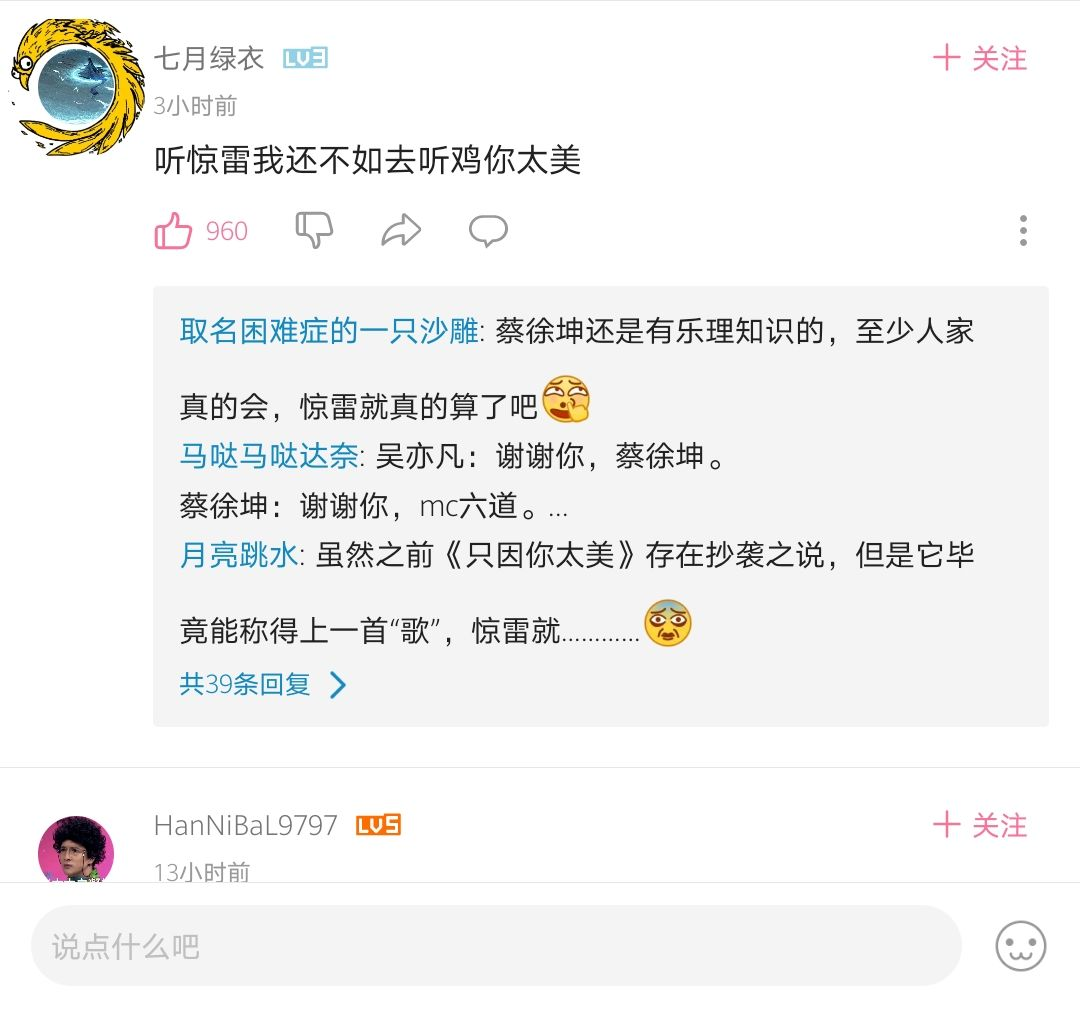 七月绿衣 LV3
+ 关注
3小时前
听惊雷我还不如去听鸡你太美
960
取名困难症的一只沙雕: 蔡徐坤还是有乐理知识的，至少人家
真的会，惊雷就真的算了吧
马哒马哒达奈: 吴亦凡：谢谢你，蔡徐坤。
蔡徐坤：谢谢你，mc六道。...
月亮跳水: 虽然之前《只因你太美》存在抄袭之说，但是它毕
竟能称得上一首“歌”，惊雷就............
共39条回复
HanNiBaL9797 LV5
+ 关注
13小时前
说点什么吧